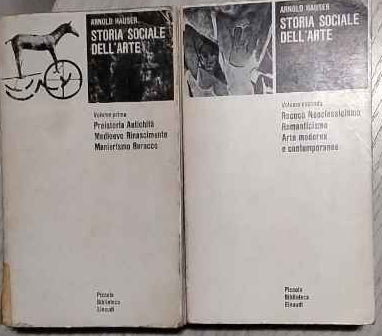 ARNOLD HAUSER
STORIA SOCIALE
DELL'ARTE
Volume primo
Preistoria Antichità
Medioevo Rinascimento
Manierismo Barocco
Piccola
Biblioteca
Einaudi
ARNOLD HAUSER
STORIA SOCIALE
DELL'ARTE
Volume secondo
Rococò Neoclassicismo
Romanticismo
Arte moderna
e contemporanea
Piccola
Biblioteca
Einaudi